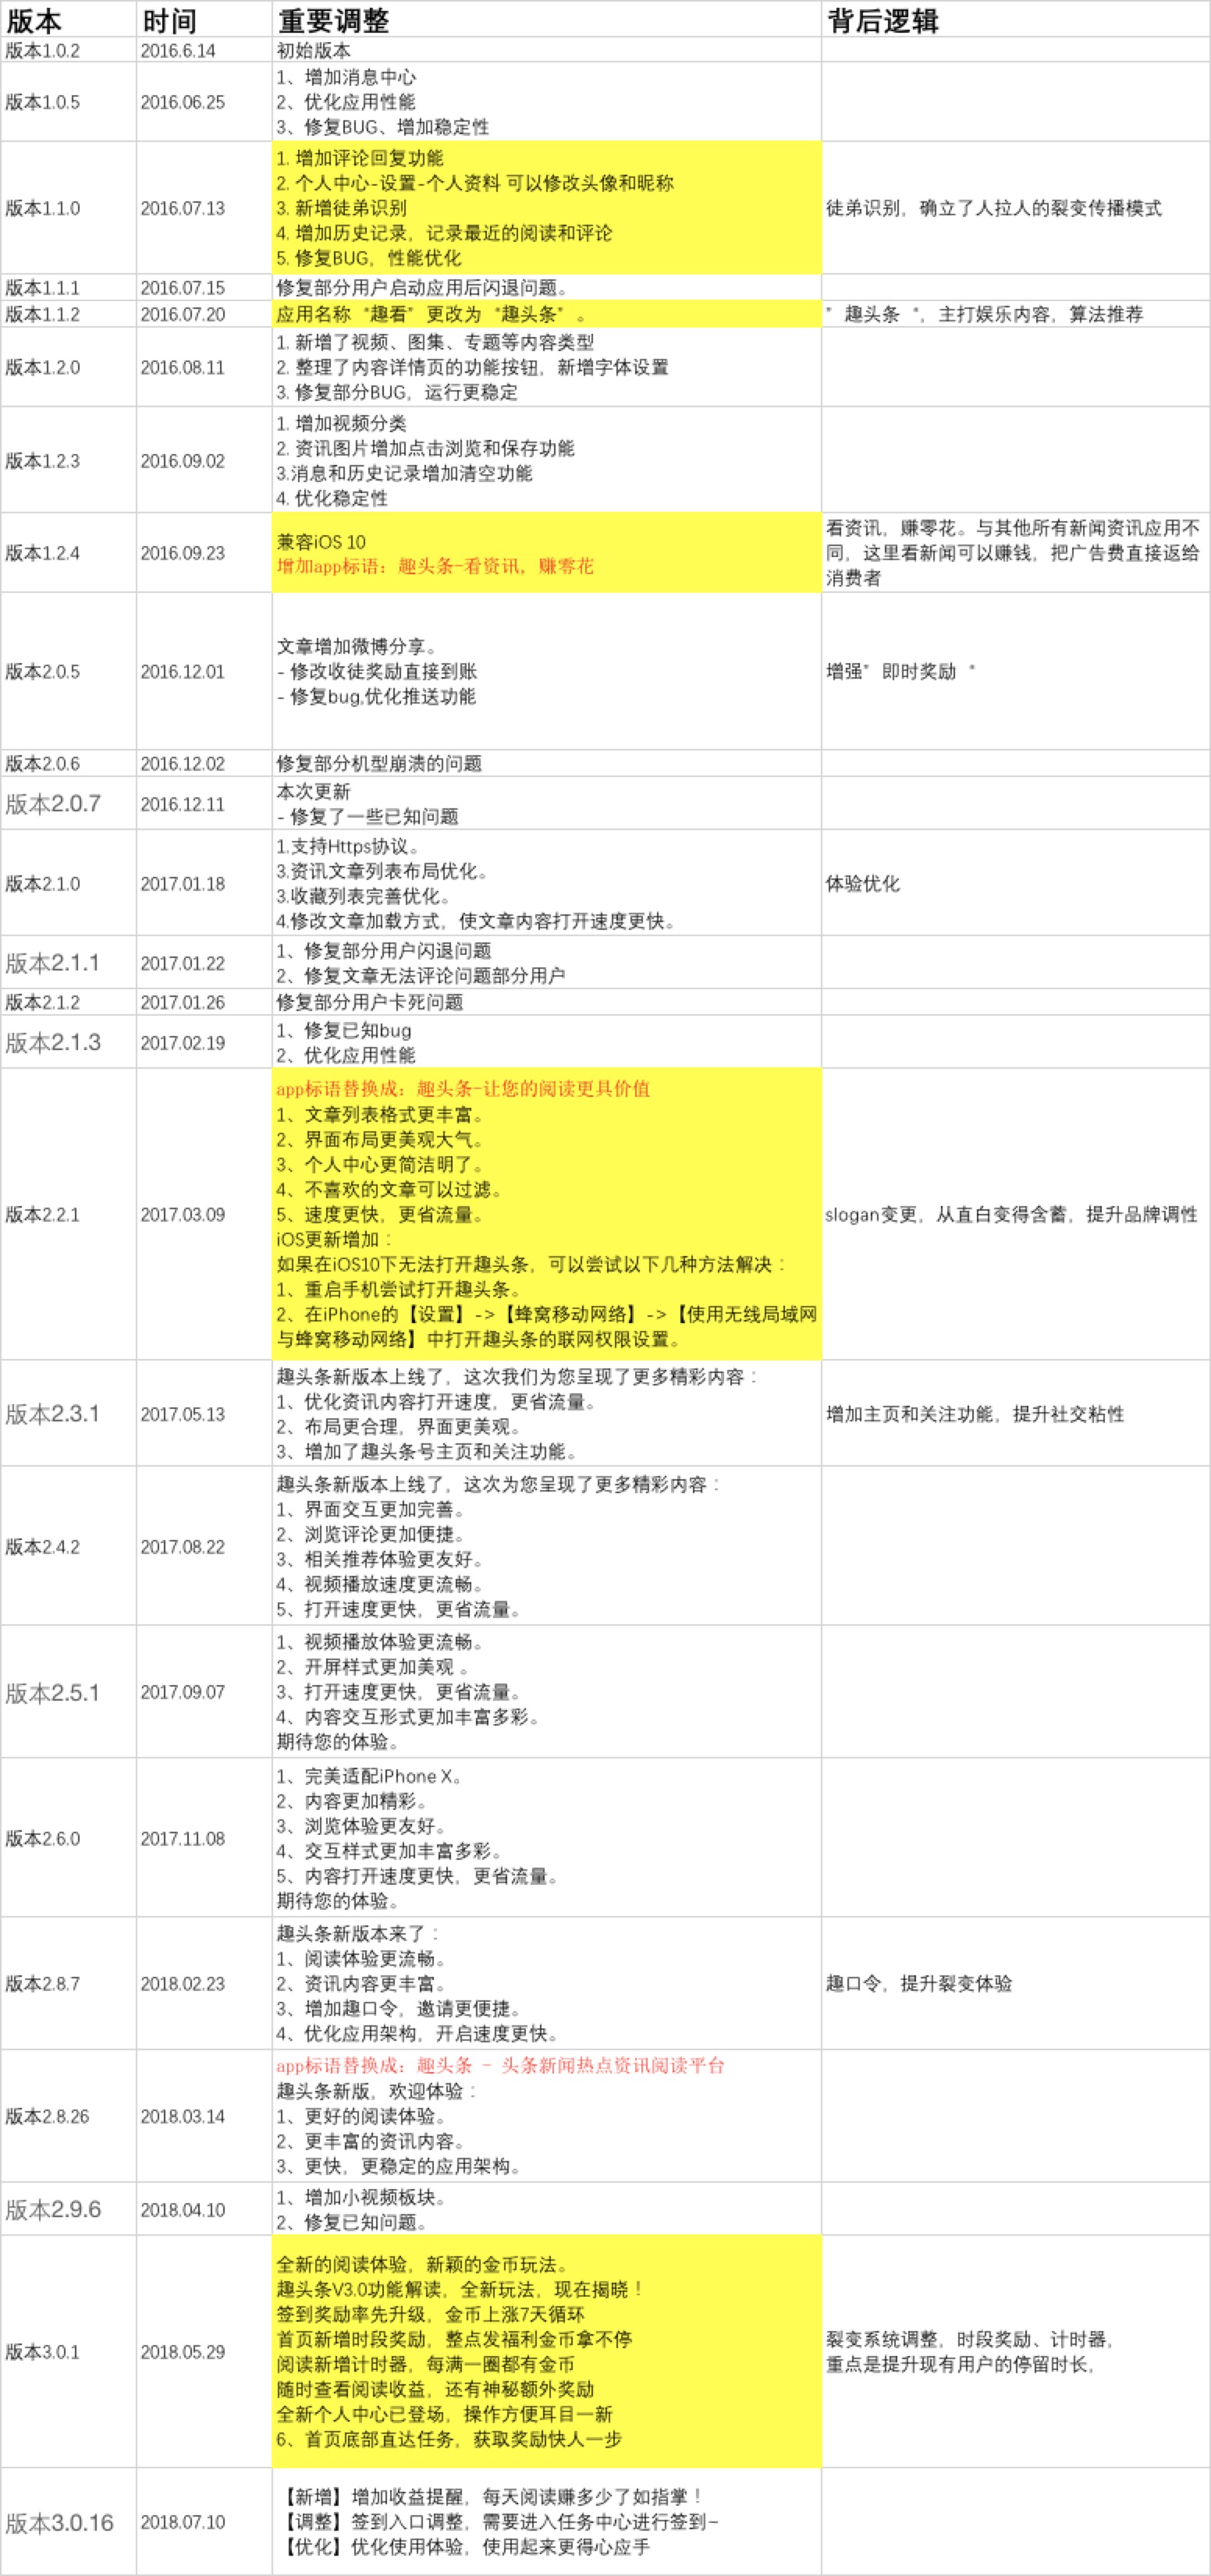 版本 时间 重要调整 背后逻辑
版本1.0.2 2016.6.14 初始版本
版本1.0.5 2016.06.25
1、增加消息中心
2、优化应用性能
3、修复BUG、增加稳定性
版本1.1.0 2016.07.13
1. 增加评论回复功能
2. 个人中心-设置-个人资料 可以修改头像和昵称
3. 新增徒弟识别
4. 增加历史记录，记录最近的阅读和评论
5. 修复BUG，性能优化
徒弟识别，确立了人拉人的裂变传播模式
版本1.1.1 2016.07.15 修复部分用户启动应用后闪退问题。
版本1.1.2 2016.07.20 应用名称“趣看”更改为“趣头条”。 ”趣头条“，主打娱乐内容，算法推荐
版本1.2.0 2016.08.11
1. 新增了视频、图集、专题等内容类型
2. 整理了内容详情页的功能按钮，新增字体设置
3. 修复部分BUG，运行更稳定
版本1.2.3 2016.09.02
1. 增加视频分类
2. 资讯图片增加点击浏览和保存功能
3.消息和历史记录增加清空功能
4. 优化稳定性
版本1.2.4 2016.09.23
兼容iOS 10
增加app标语：趣头条-看资讯，赚零花
看资讯，赚零花。与其他所有新闻资讯应用不
同，这里看新闻可以赚钱，把广告费直接返给
消费者
版本2.0.5 2016.12.01
文章增加微博分享。
- 修改收徒奖励直接到账
- 修复bug,优化推送功能
增强”即时奖励“
版本2.0.6 2016.12.02 修复部分机型崩溃的问题
版本2.0.7 2016.12.11
本次更新
- 修复了一些已知问题
版本2.1.0 2017.01.18
1.支持Https协议。
3.资讯文章列表布局优化。
3.收藏列表完善优化。
4.修改文章加载方式，使文章内容打开速度更快。
体验优化
版本2.1.1 2017.01.22
1、修复部分用户闪退问题
2、修复文章无法评论问题部分用户
版本2.1.2 2017.01.26 修复部分用户卡死问题
版本2.1.3 2017.02.19
1、修复已知bug
2、优化应用性能
版本2.2.1 2017.03.09
app标语替换成：趣头条-让您的阅读更具价值
1、文章列表格式更丰富。
2、界面布局更美观大气。
3、个人中心更简洁明了。
4、不喜欢的文章可以过滤。
5、速度更快，更省流量。
iOS更新增加：
如果在iOS10下无法打开趣头条，可以尝试以下几种方法解决：
1、重启手机尝试打开趣头条。
2、在iPhone的【设置】->【蜂窝移动网络】->【使用无线局域网
与蜂窝移动网络】中打开趣头条的联网权限设置。
slogan变更，从直白变得含蓄，提升品牌调性
版本2.3.1 2017.05.13
趣头条新版本上线了，这次我们为您呈现了更多精彩内容：
1、优化资讯内容打开速度，更省流量。
2、布局更合理，界面更美观。
3、增加了趣头条号主页和关注功能。
增加主页和关注功能，提升社交粘性
版本2.4.2 2017.08.22
趣头条新版本上线了，这次为您呈现了更多精彩内容：
1、界面交互更加完善。
2、浏览评论更加便捷。
3、相关推荐体验更友好。
4、视频播放速度更流畅。
5、打开速度更快，更省流量。
版本2.5.1 2017.09.07
1、视频播放体验更流畅。
2、开屏样式更加美观 。
3、打开速度更快，更省流量。
4、内容交互形式更加丰富多彩。
期待您的体验。
版本2.6.0 2017.11.08
1、完美适配iPhone X。
2、内容更加精彩。
3、浏览体验更友好。
4、交互样式更加丰富多彩。
5、内容打开速度更快，更省流量。
期待您的体验。
版本2.8.7 2018.02.23
趣头条新版本来了：
1、阅读体验更流畅。
2、资讯内容更丰富。
3、增加趣口令，邀请更便捷。
4、优化应用架构，开启速度更快。
趣口令，提升裂变体验
版本2.8.26 2018.03.14
app标语替换成：趣头条 - 头条新闻热点资讯阅读平台
趣头条新版，欢迎体验：
1、更好的阅读体验。
2、更丰富的资讯内容。
3、更快，更稳定的应用架构。
版本2.9.6 2018.04.10
1、增加小视频板块。
2、修复已知问题。
版本3.0.1 2018.05.29
全新的阅读体验，新颖的金币玩法。
趣头条V3.0功能解读，全新玩法，现在揭晓！
签到奖励率先升级，金币上涨7天循环
首页新增时段奖励，整点发福利金币拿不停
阅读新增计时器，每满一圈都有金币
随时查看阅读收益，还有神秘额外奖励
全新个人中心已登场，操作方便耳目一新
6、首页底部直达任务，获取奖励快人一步
裂变系统调整，时段奖励、计时器，
重点是提升现有用户的停留时长，
版本3.0.16 2018.07.10
【新增】增加收益提醒，每天阅读赚多少了如指掌！
【调整】签到入口调整，需要进入任务中心进行签到~
【优化】优化使用体验，使用起来更得心应手